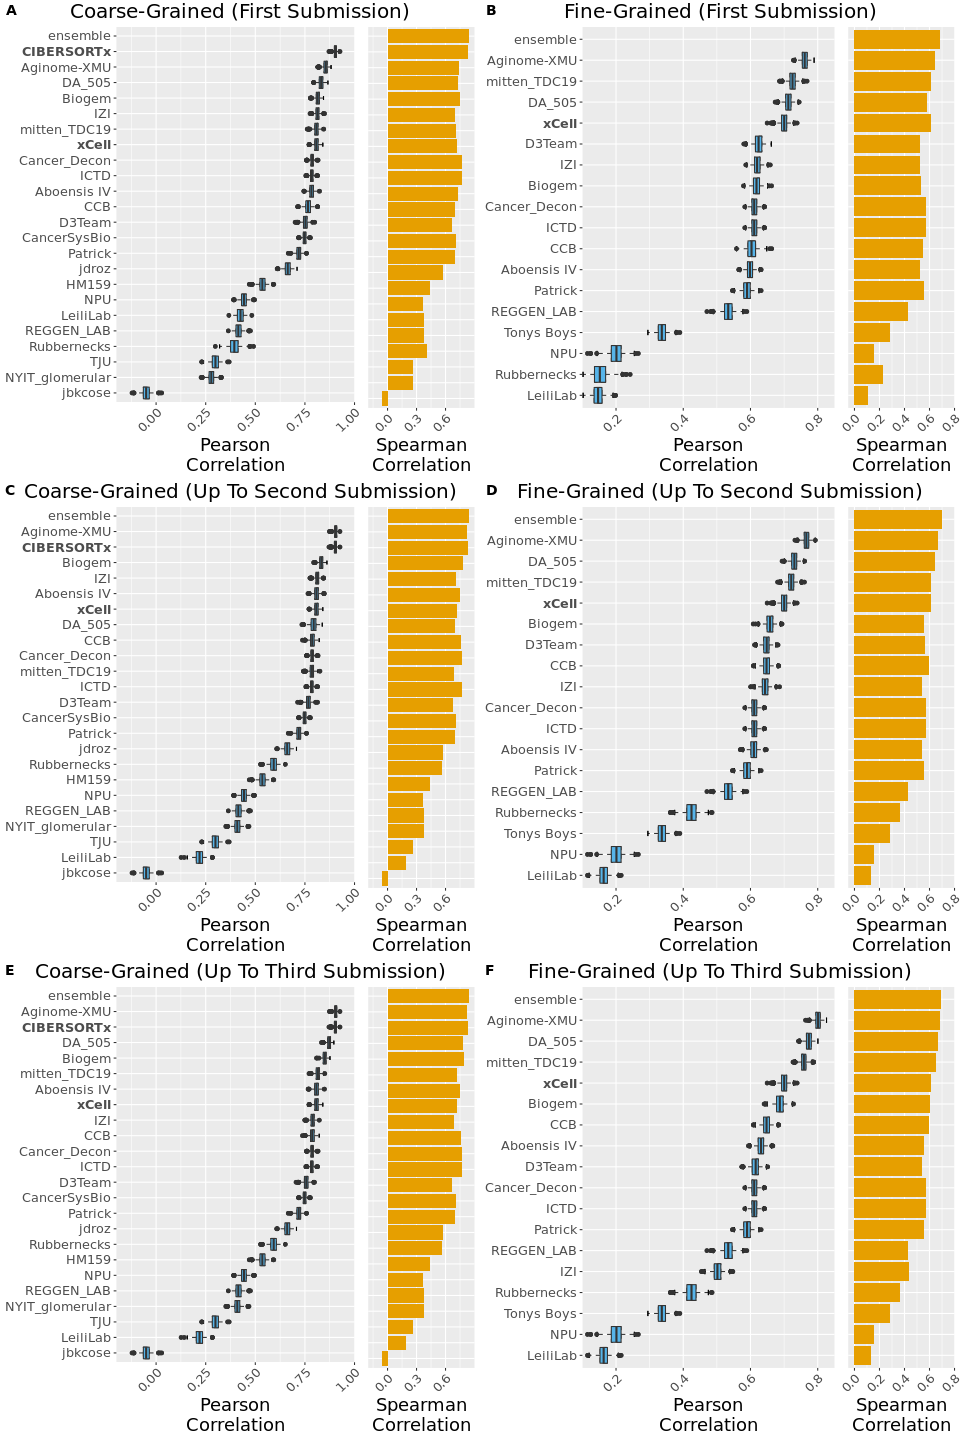 A Coarse-Grained (First Submission)
ensemble
CIBERSORTx
Aginome-XMU
DA_505
Biogem
IZI
mitten_TDC19
xCell
Cancer_Decon
ICTD
Aboensis IV
CCB
D3Team
CancerSysBio
Patrick
jdroz
HM159
NPU
LeiliLab
REGGEN_LAB
Rubbernecks
TJU
NYIT_glomerular
jbkcose
0.00 0.25 0.50 0.75 1.00 0.0 0.3 0.6
Pearson Correlation
Spearman Correlation
B Fine-Grained (First Submission)
ensemble
Aginome-XMU
mitten_TDC19
DA_505
xCell
D3Team
IZI
Biogem
Cancer_Decon
ICTD
CCB
Aboensis IV
Patrick
REGGEN_LAB
Tonys Boys
NPU
Rubbernecks
LeiliLab
0.2 0.4 0.6 0.8 0.0 0.2 0.4 0.6 0.8
Pearson Correlation
Spearman Correlation
C Coarse-Grained (Up To Second Submission)
ensemble
Aginome-XMU
CIBERSORTx
Biogem
IZI
Aboensis IV
xCell
DA_505
CCB
Cancer_Decon
mitten_TDC19
ICTD
D3Team
CancerSysBio
Patrick
jdroz
Rubbernecks
HM159
NPU
REGGEN_LAB
NYIT_glomerular
TJU
LeiliLab
jbkcose
0.00 0.25 0.50 0.75 1.00 0.0 0.3 0.6
Pearson Correlation
Spearman Correlation
D Fine-Grained (Up To Second Submission)
ensemble
Aginome-XMU
DA_505
mitten_TDC19
xCell
Biogem
D3Team
CCB
IZI
Cancer_Decon
ICTD
Aboensis IV
Patrick
REGGEN_LAB
Rubbernecks
Tonys Boys
NPU
LeiliLab
0.2 0.4 0.6 0.8 0.0 0.2 0.4 0.6 0.8
Pearson Correlation
Spearman Correlation
E Coarse-Grained (Up To Third Submission)
ensemble
Aginome-XMU
CIBERSORTx
DA_505
Biogem
mitten_TDC19
Aboensis IV
xCell
IZI
CCB
Cancer_Decon
ICTD
D3Team
CancerSysBio
Patrick
jdroz
Rubbernecks
HM159
NPU
REGGEN_LAB
NYIT_glomerular
TJU
LeiliLab
jbkcose
0.00 0.25 0.50 0.75 1.00 0.0 0.3 0.6
Pearson Correlation
Spearman Correlation
F Fine-Grained (Up To Third Submission)
ensemble
Aginome-XMU
DA_505
mitten_TDC19
xCell
Biogem
CCB
Aboensis IV
D3Team
Cancer_Decon
ICTD
Patrick
REGGEN_LAB
IZI
Rubbernecks
Tonys Boys
NPU
LeiliLab
0.2 0.4 0.6 0.8 0.0 0.2 0.4 0.6 0.8
Pearson Correlation
Spearman Correlation